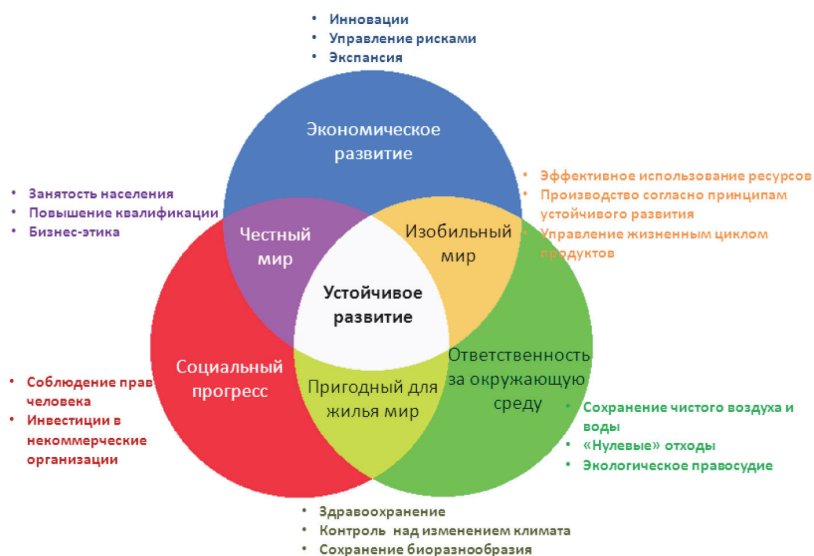 • Инновации
• Управление рисками
• Экспансия
Экономическое
развитие
• Занятость населения
• Повышение квалификации
• Бизнес-этика
• Эффективное использование ресурсов
• Производство согласно принципам
устойчивого развития
• Управление жизненным циклом
продуктов
Честный
мир
Изобильный
мир
Устойчивое
развитие
Социальный
прогресс
Пригодный для
жилья мир
Ответственность
за окружающую
среду
• Соблюдение прав
человека
• Инвестиции в
некоммерческие
организации
• Сохранение чистого воздуха и
воды
• «Нулевые» отходы
• Экологическое правосудие
• Здравоохранение
• Контроль над изменением климата
• Сохранение биоразнообразия